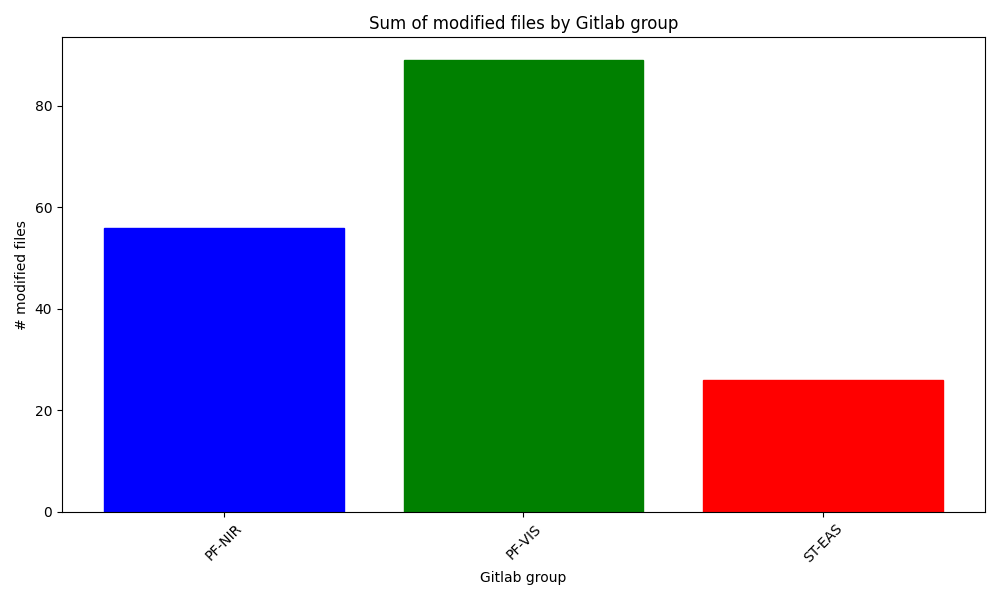 Sum of modified files by Gitlab group
# modified files
80
60
40
20
0
PF-NIR
PF-VIS
ST-EAS
Gitlab group